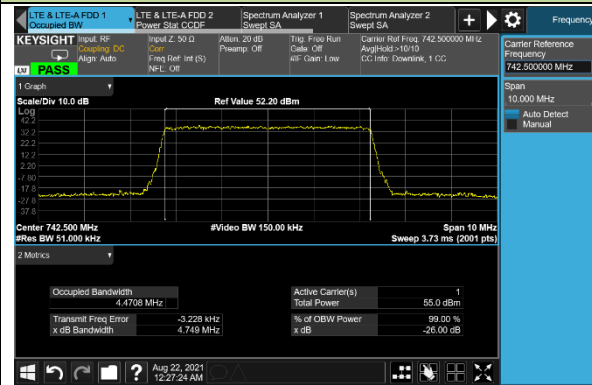 LTE & LTE-A FDD 1
Occupied BW
LTE & LTE-A FDD 2
Power Stat CCDF
Spectrum Analyzer 1
Swept SA
Spectrum Analyzer 2
Swept SA
Frequency
KEYSIGHT
Input: RF
Coupling: DC
Align: Auto
Input Z: 50 Ω
Corr
Freq Ref: Int (S)
NFE: Off
Atten: 20 dB
Preamp: Off
Trig: Free Run
Gate: Off
#IF Gain: Low
Carrier Ref Freq: 742.500000 MHz
Avg|Hold:>10/10
CC Info: Downlink, 1 CC
LXI
PASS
Carrier Reference
Frequency
742.500000 MHz
Span
10.000 MHz
Auto Detect
Manual
1 Graph
Scale/Div 10.0 dB
Ref Value 52.20 dBm
Log
42.2
32.2
22.2
12.2
2.20
-7.80
-17.8
-27.8
-37.8
Center 742.500 MHz
#Video BW 150.00 kHz
Span 10 MHz
#Res BW 51.000 kHz
Sweep 3.73 ms (2001 pts)
2 Metrics
Occupied Bandwidth
4.4708 MHz
Active Carrier(s) 1
Total Power 55.0 dBm
Transmit Freq Error -3.228 kHz
x dB Bandwidth 4.749 MHz
% of OBW Power 99.00 %
x dB -26.00 dB
?
Aug 22, 2021
12:27:24 AM